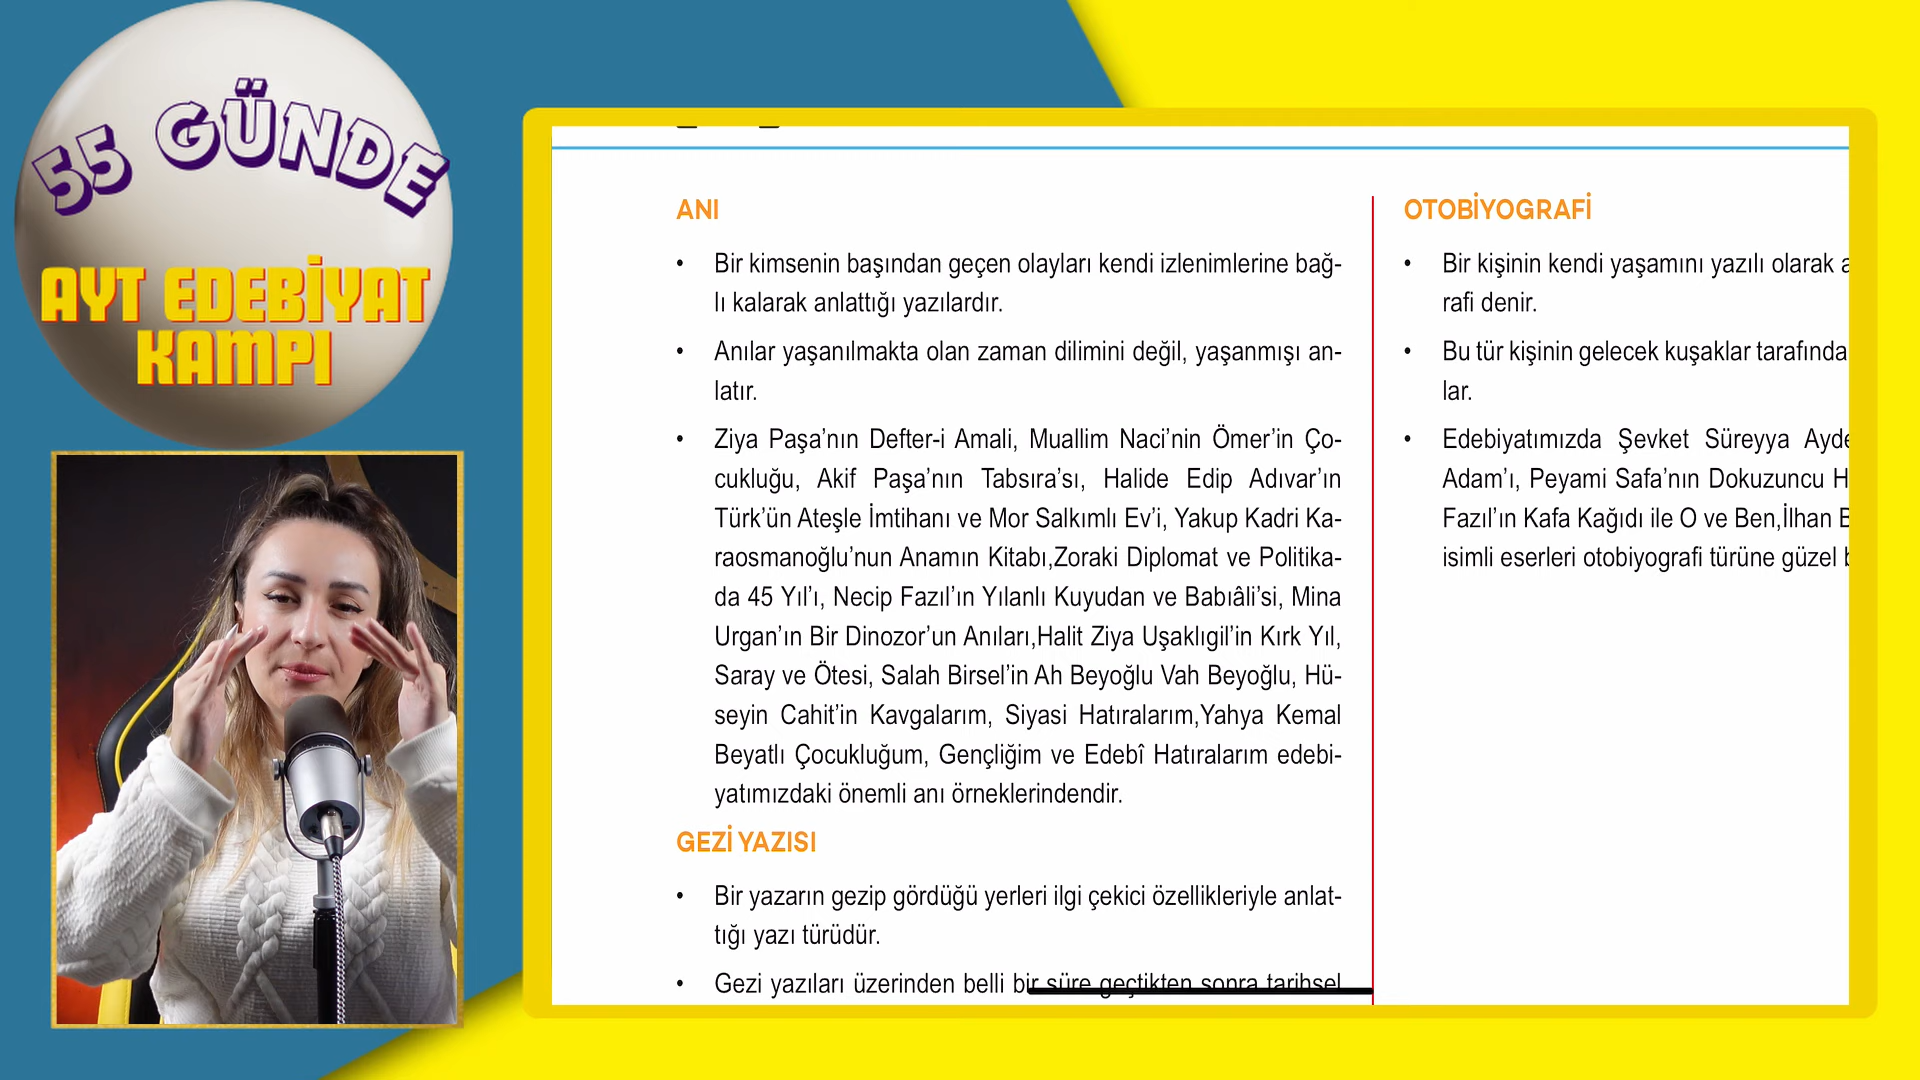 55 GÜNDE
AYT EDEBİYAT
KAMPI
ANI
• Bir kimsenin başından geçen olayları kendi izlenimlerine bağ-
lı kalarak anlattığı yazılardır.
• Anılar yaşanılmakta olan zaman dilimini değil, yaşanmışı an-
latır.
• Ziya Paşa’nın Defter-i Amali, Muallim Naci’nin Ömer’in Ço-
cukluğu, Akif Paşa’nın Tabsıra’sı, Halide Edip Adıvar’ın
Türk’ün Ateşle İmtihanı ve Mor Salkımlı Ev’i, Yakup Kadri Ka-
raosmanoğlu’nun Anamın Kitabı,Zoraki Diplomat ve Politika-
da 45 Yıl’ı, Necip Fazıl’ın Yılanlı Kuyudan ve Babıâli’si, Mina
Urgan’ın Bir Dinozor’un Anıları,Halit Ziya Uşaklıgil’in Kırk Yıl,
Saray ve Ötesi, Salah Birsel’in Ah Beyoğlu Vah Beyoğlu, Hü-
seyin Cahit’in Kavgalarım, Siyasi Hatıralarım,Yahya Kemal
Beyatlı Çocukluğum, Gençliğim ve Edebî Hatıralarım edebi-
yatımızdaki önemli anı örneklerindendir.
GEZİ YAZISI
• Bir yazarın gezip gördüğü yerleri ilgi çekici özellikleriyle anlat-
tığı yazı türüdür.
• Gezi yazıları üzerinden belli bir süre geçtikten sonra tarihsel
OTOBİYOGRAFİ
• Bir kişinin kendi yaşamını yazılı olarak
rafi denir.
• Bu tür kişinin gelecek kuşaklar tarafında
lar.
• Edebiyatımızda Şevket Süreyya Ayde
Adam’ı, Peyami Safa’nın Dokuzuncu H
Fazıl’ın Kafa Kağıdı ile O ve Ben,İlhan B
isimli eserleri otobiyografi türüne güzel